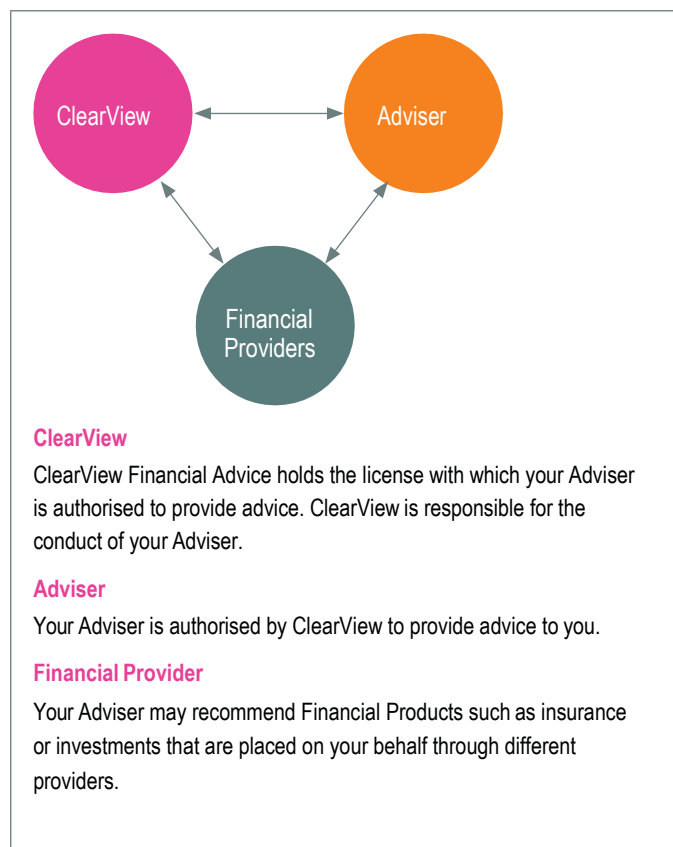 ClearView
Adviser
Financial
Providers
ClearView
ClearView Financial Advice holds the license with which your Adviser
is authorised to provide advice. ClearView is responsible for the
conduct of your Adviser.
Adviser
Your Adviser is authorised by ClearView to provide advice to you.
Financial Provider
Your Adviser may recommend Financial Products such as insurance
or investments that are placed on your behalf through different
providers.